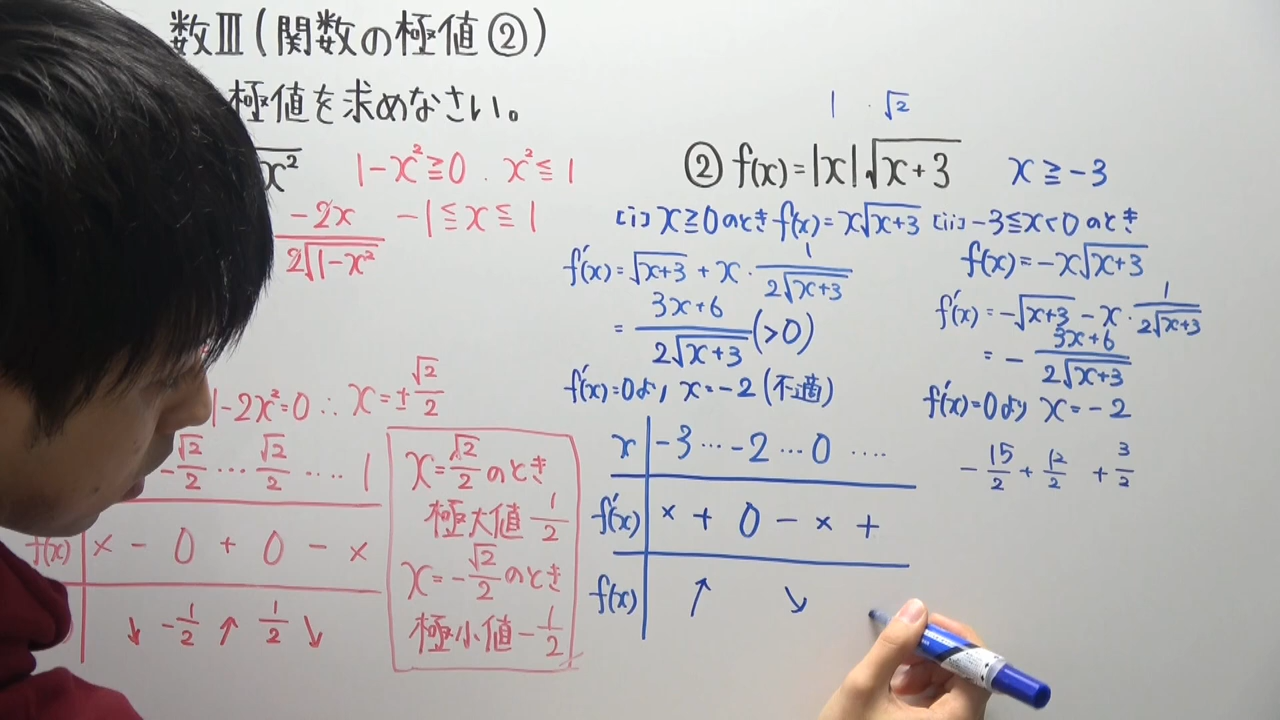 数Ⅲ(関数の極値②)
極値を求めなさい。
x² 1-x²≧0 . x²≦1
-2x/2√(1-x²) -1≦x≦1
1-2x²=0 ∴ x=±√2/2
-√2/2 … √2/2 … 1
f'(x) × - 0 + 0 - ×
↘ -1/2 ↗ 1/2 ↘
x=√2/2のとき
極大値 1/2
x=-√2/2のとき
極小値-1/2
1 . √2
② f(x)=|x|√(x+3) x≧-3
(i) x≧0のとき f(x)=x√(x+3)
f'(x)=√(x+3)+x・1/2√(x+3)
=(3x+6)/2√(x+3) (>0)
f'(x)=0より x=-2(不適)
(ii) -3≦x<0のとき
f(x)=-x√(x+3)
f'(x)=-√(x+3)-x・1/2√(x+3)
=-(3x+6)/2√(x+3)
f'(x)=0より x=-2
-15/2+12/2 +3/2
x -3 … -2 … 0 …
f'(x) × + 0 - × +
f(x) ↗ ↘